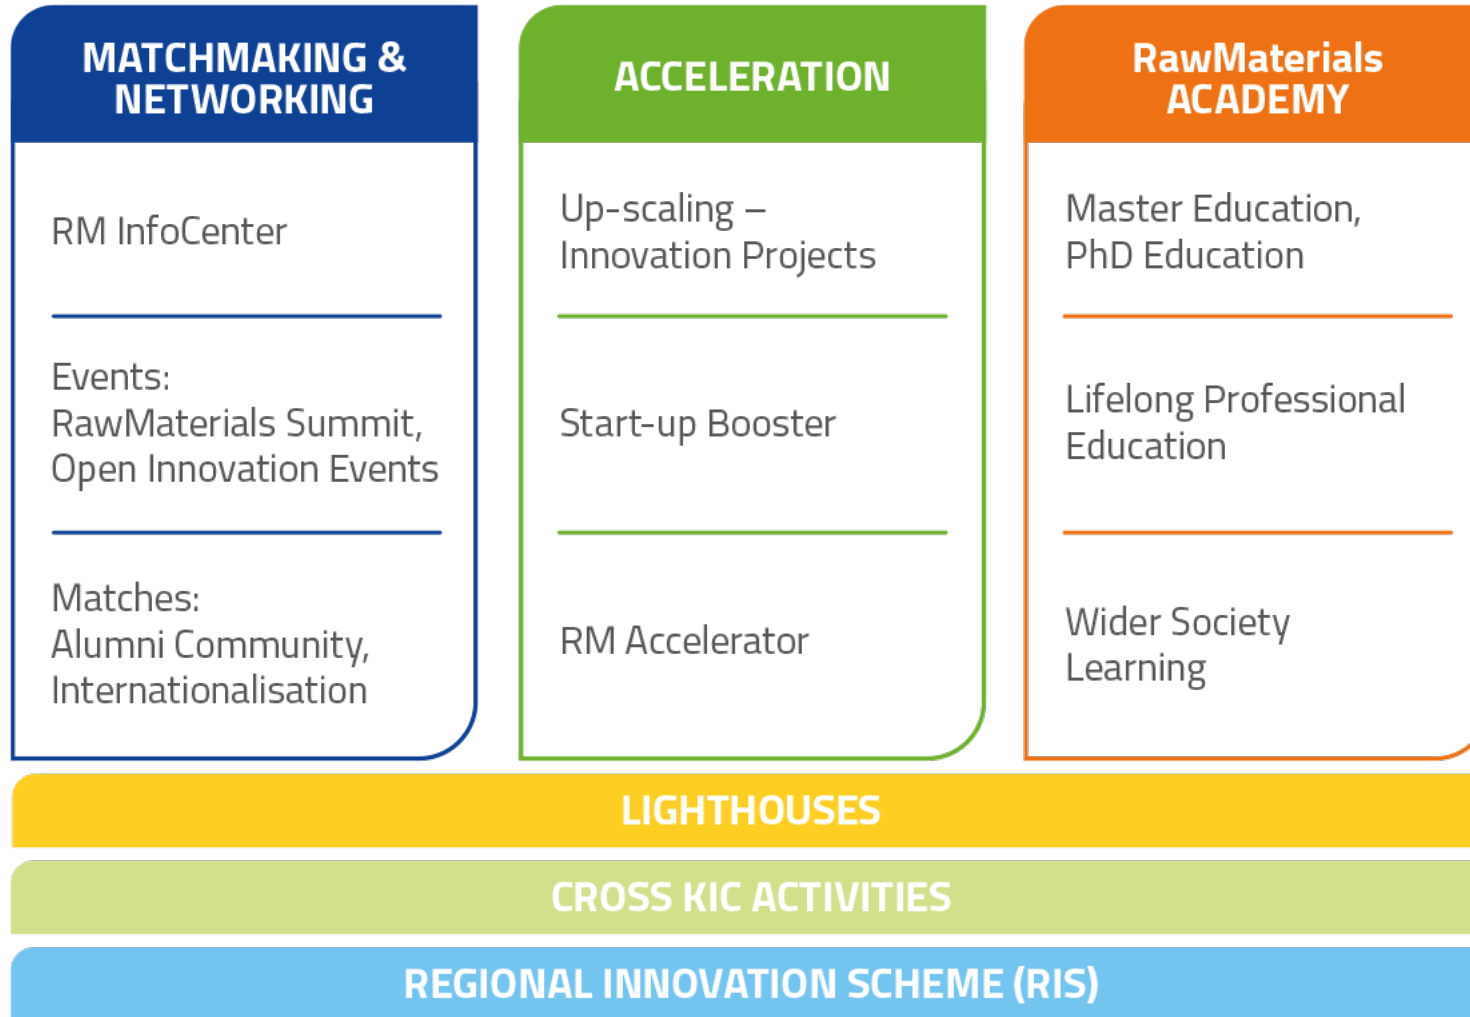 MATCHMAKING &
NETWORKING
RM InfoCenter
Events:
RawMaterials Summit,
Open Innovation Events
Matches:
Alumni Community,
Internationalisation
ACCELERATION
Up-scaling –
Innovation Projects
Start-up Booster
RM Accelerator
RawMaterials
ACADEMY
Master Education,
PhD Education
Lifelong Professional
Education
Wider Society
Learning
LIGHTHOUSES
CROSS KIC ACTIVITIES
REGIONAL INNOVATION SCHEME (RIS)